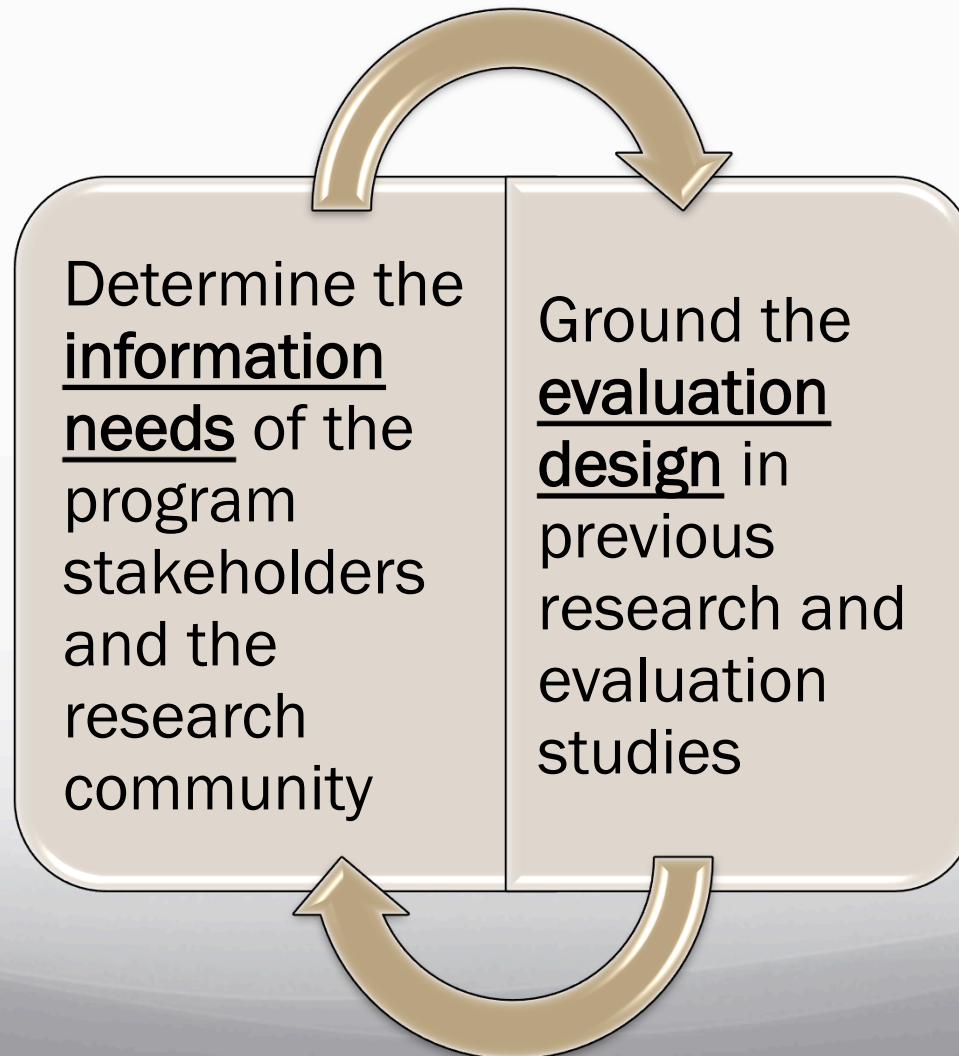 Determine the
information
needs of the
program
stakeholders
and the
research
community
Ground the
evaluation
design in
previous
research and
evaluation
studies